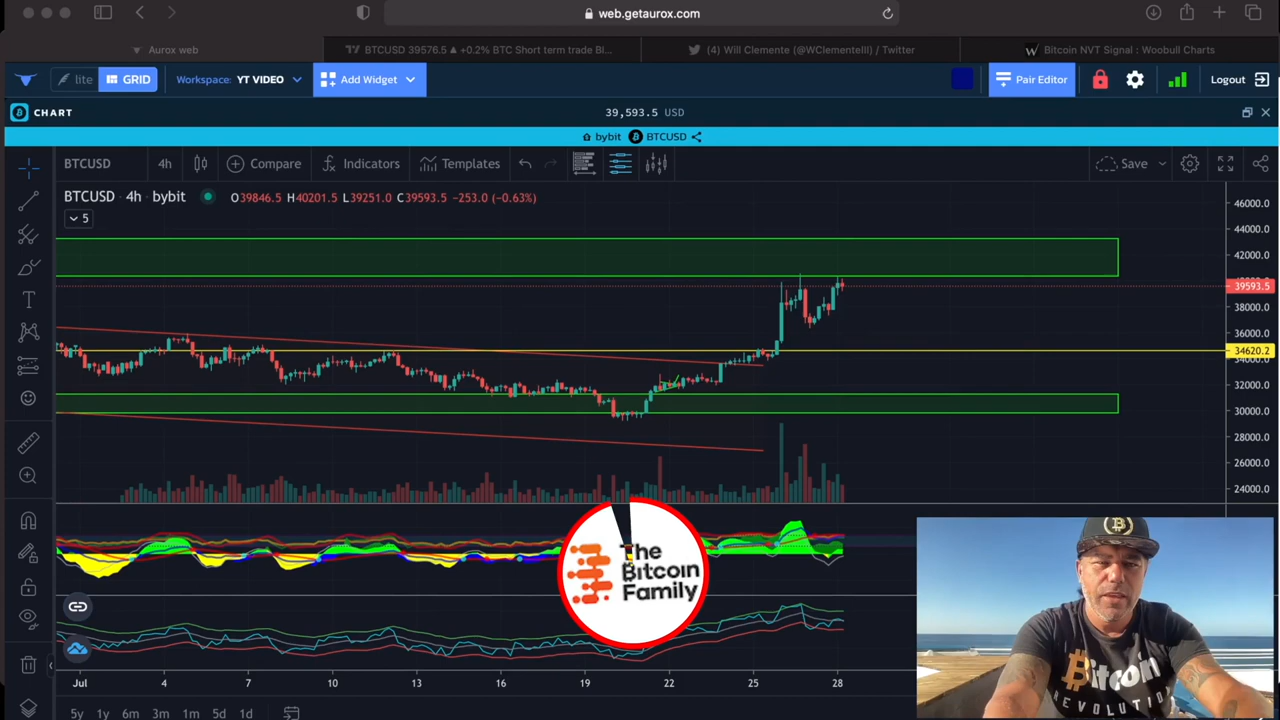 web.getaurox.com
Aurox web
BTCUSD 39576.5 ▲ +0.2% BTC Short term trade Bl...
(4) Will Clemente (@WClementeIII) / Twitter
Bitcoin NVT Signal : Woobull Charts
lite
GRID
Workspace: YT VIDEO
Add Widget
Pair Editor
Logout
CHART
39,593.5 USD
bybit BTCUSD
BTCUSD 4h Compare Indicators Templates Save
BTCUSD · 4h · bybit O39846.5 H40201.5 L39251.0 C39593.5 -253.0 (-0.63%)
5
46000.0
44000.0
42000.0
39593.5
38000.0
36000.0
34620.2
34000.0
32000.0
30000.0
28000.0
26000.0
24000.0
The
Bitcoin
Family
Bitcoin
REVOLUTION
Jul 4 7 10 13 16 19 22 25 28
5y 1y 6m 3m 1m 5d 1d